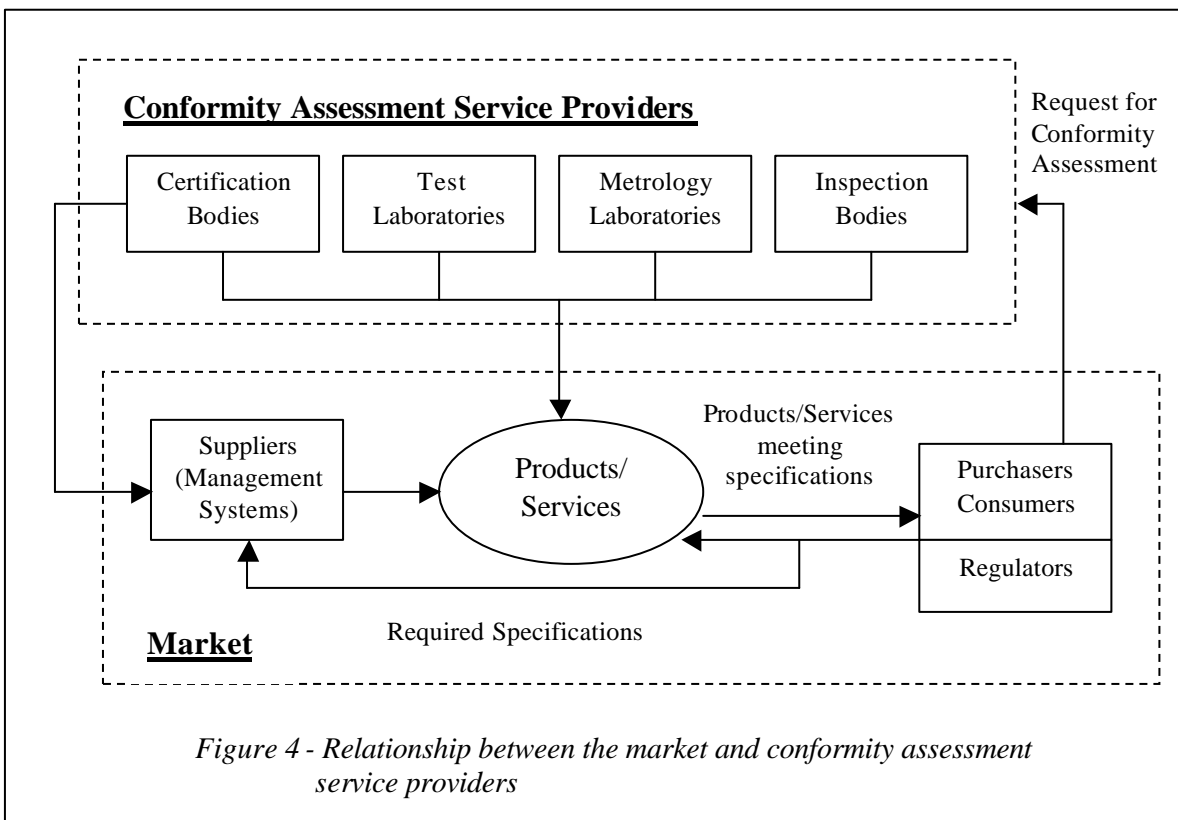 Conformity Assessment Service Providers
Request for
Conformity
Assessment
Certification
Bodies
Test
Laboratories
Metrology
Laboratories
Inspection
Bodies
Suppliers
(Management
Systems)
Products/
Services
Products/Services
meeting
specifications
Purchasers
Consumers
Regulators
Required Specifications
Market
Figure 4 - Relationship between the market and conformity assessment
service providers